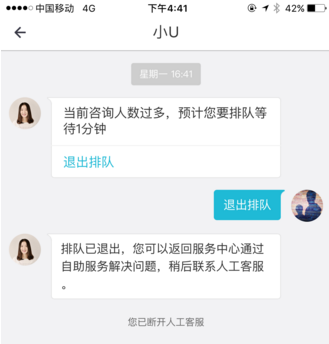 中国移动 4G 下午4:41 42%
小U
星期一 16:41
当前咨询人数过多，预计您要排队等
待1分钟
退出排队
退出排队
排队已退出，您可以返回服务中心通过
自助服务解决问题，稍后联系人工客服
。
您已断开人工客服